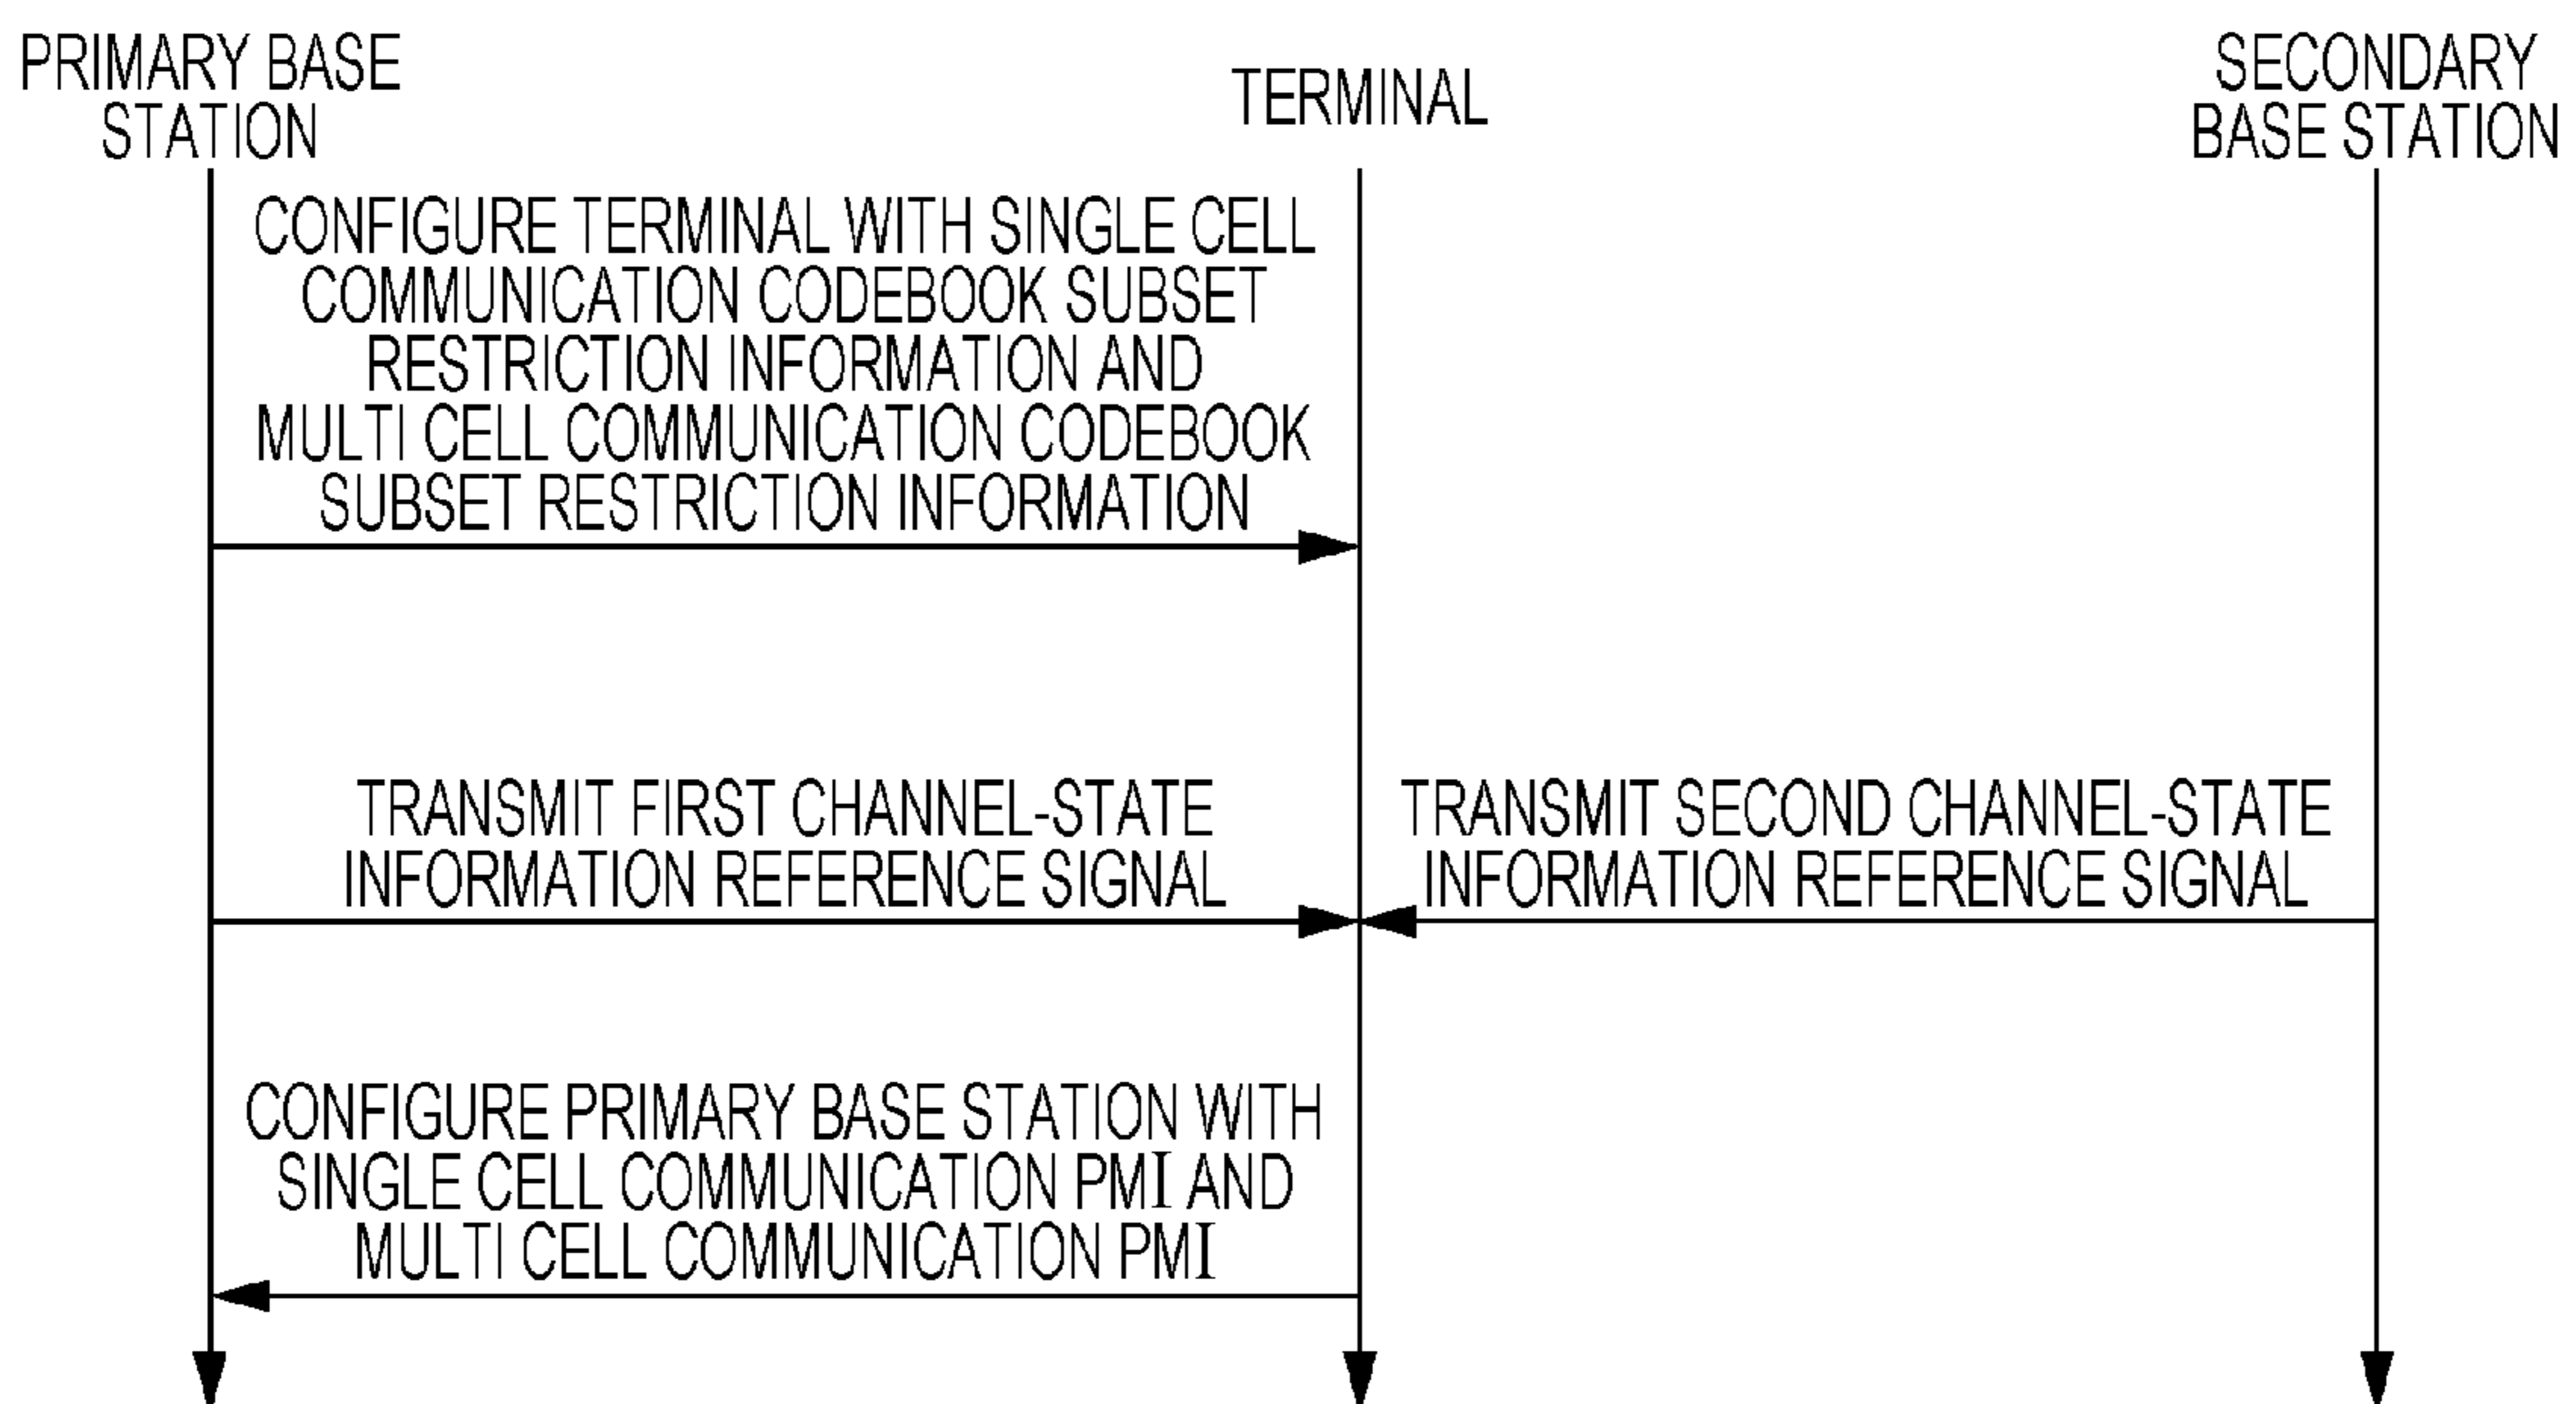 PRIMARY BASE
STATION
TERMINAL
SECONDARY
BASE STATION
CONFIGURE TERMINAL WITH SINGLE CELL
COMMUNICATION CODEBOOK SUBSET
RESTRICTION INFORMATION AND
MULTI CELL COMMUNICATION CODEBOOK
SUBSET RESTRICTION INFORMATION
TRANSMIT FIRST CHANNEL-STATE
INFORMATION REFERENCE SIGNAL
TRANSMIT SECOND CHANNEL-STATE
INFORMATION REFERENCE SIGNAL
CONFIGURE PRIMARY BASE STATION WITH
SINGLE CELL COMMUNICATION PMI AND
MULTI CELL COMMUNICATION PMI